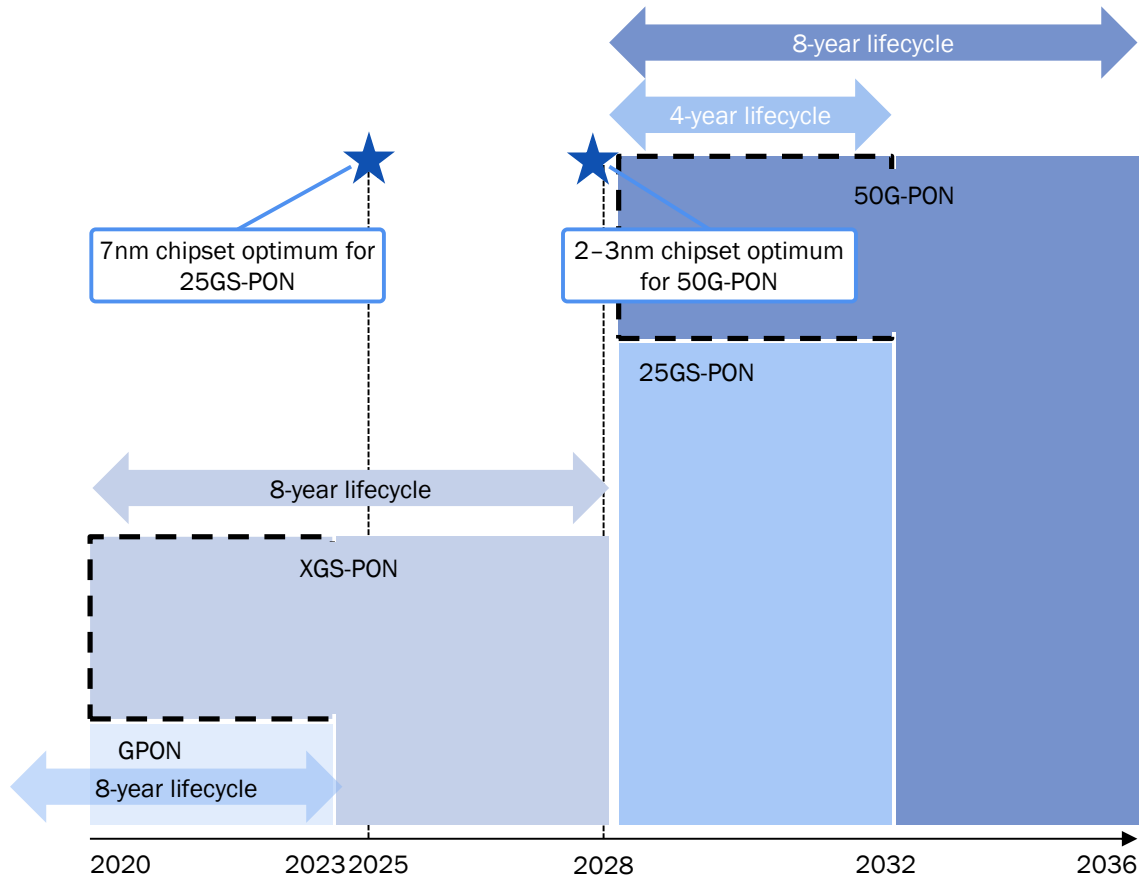 8-year lifecycle
4-year lifecycle
50G-PON
7nm chipset optimum for
25GS-PON
2–3nm chipset optimum
for 50G-PON
25GS-PON
8-year lifecycle
XGS-PON
GPON
8-year lifecycle
2020 2023 2025 2028 2032 2036